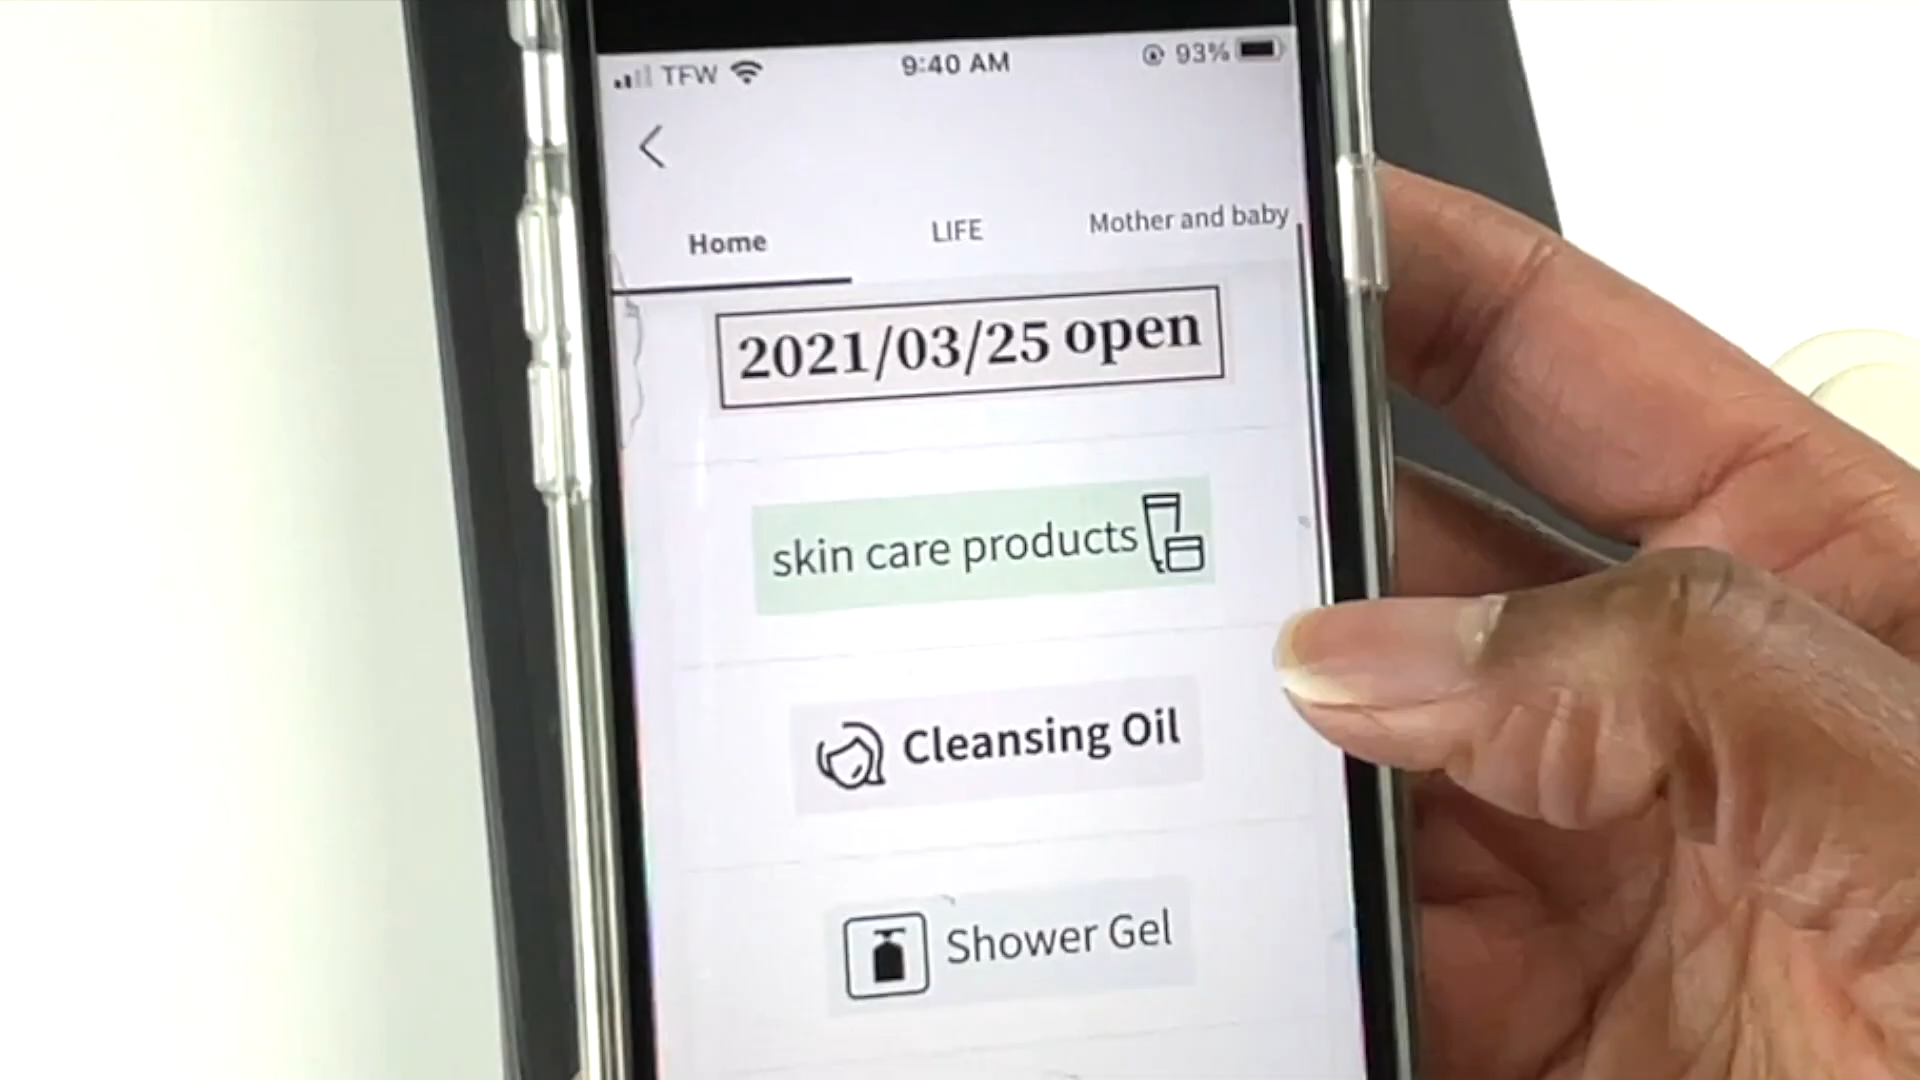 TFW 9:40 AM 93%
Home LIFE Mother and baby
2021/03/25 open
skin care products
Cleansing Oil
Shower Gel